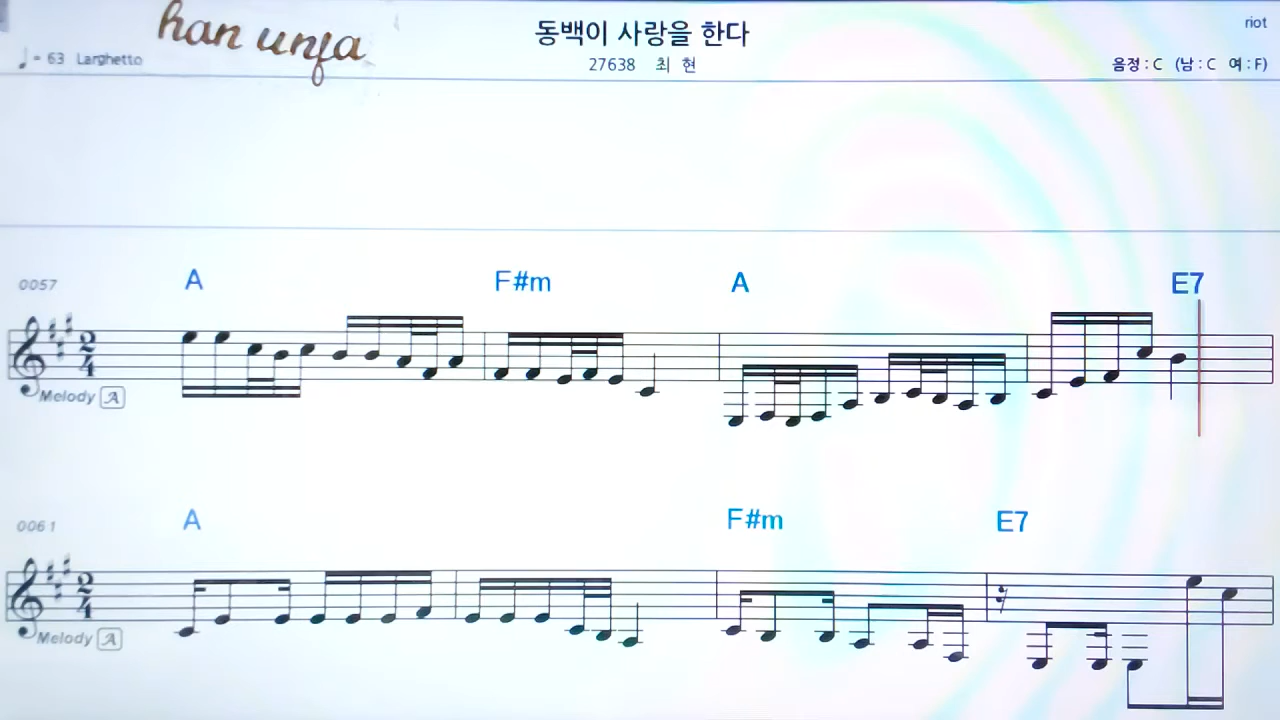 han unja
동백이 사랑을 한다
riot
♩= 63 Larghetto
27638 최 현
음정 : C (남 : C 여 : F)
0057
A F#m A E7
2
4
Melody A
0061
A F#m E7
2
4
Melody A